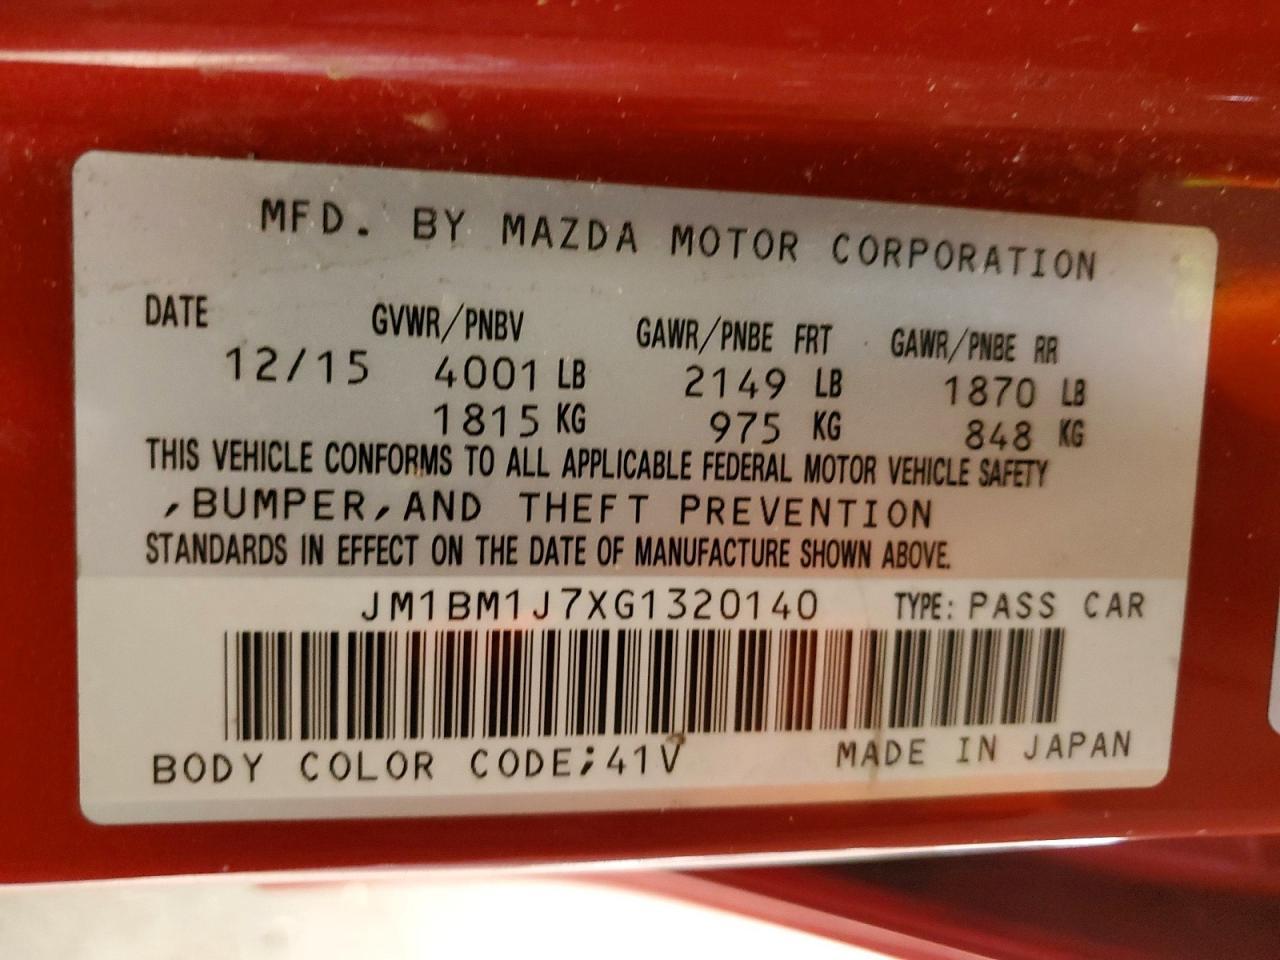 MFD. BY MAZDA MOTOR CORPORATION
DATE GVWR/PNBV GAWR/PNBE FRT GAWR/PNBE RR
12/15 4001 LB 2149 LB 1870 LB
1815 KG 975 KG 848 KG
THIS VEHICLE CONFORMS TO ALL APPLICABLE FEDERAL MOTOR VEHICLE SAFETY
,BUMPER,AND THEFT PREVENTION
STANDARDS IN EFFECT ON THE DATE OF MANUFACTURE SHOWN ABOVE.
JM1BM1J7XG1320140 TYPE: PASS CAR
BODY COLOR CODE;41V MADE IN JAPAN